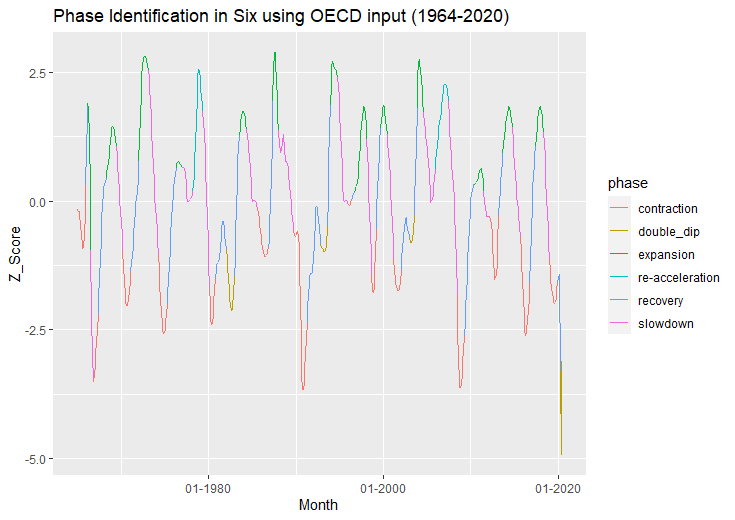 Phase Identification in Six using OECD input (1964-2020)
2.5
0.0
-2.5
-5.0
Z_Score
01-1980
01-2000
01-2020
Month
phase
contraction
double_dip
expansion
re-acceleration
recovery
slowdown